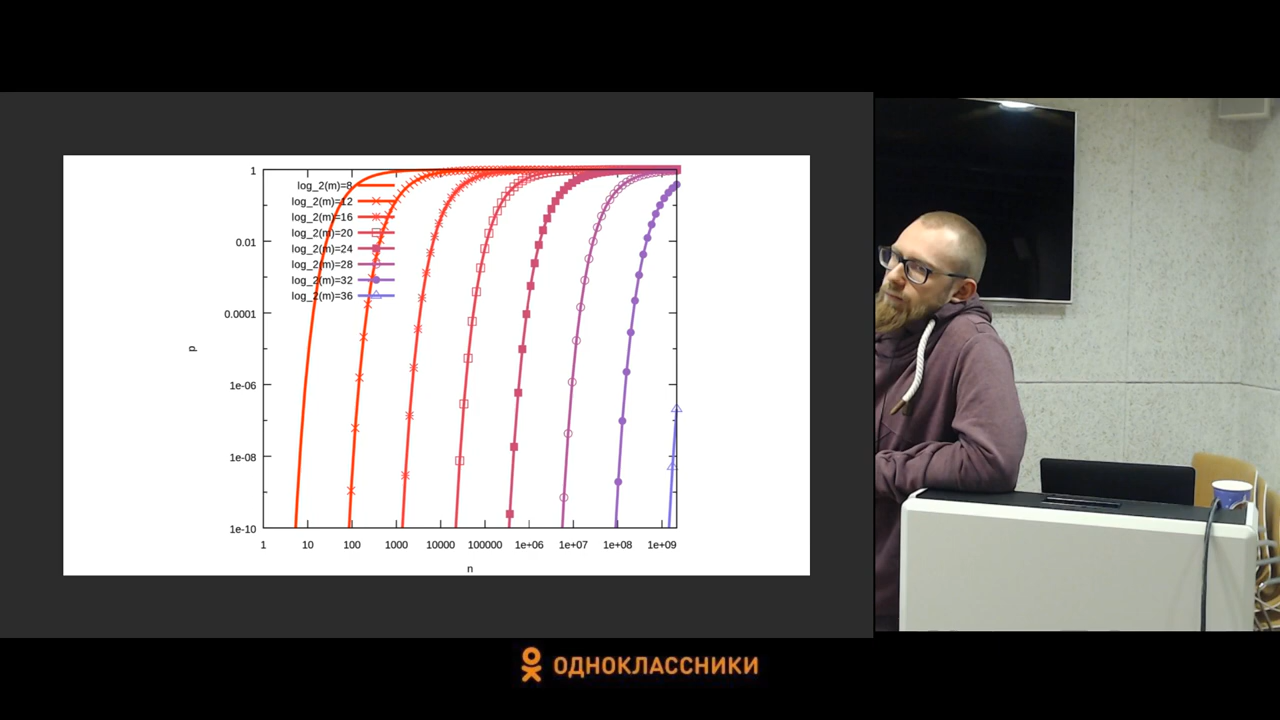 1
0.01
0.0001
1e-06
1e-08
1e-10
p
log_2(m)=8
log_2(m)=12
log_2(m)=16
log_2(m)=20
log_2(m)=24
log_2(m)=28
log_2(m)=32
log_2(m)=36
1 10 100 1000 10000 100000 1e+06 1e+07 1e+08 1e+09
n
ОДНОКЛАССНИКИ